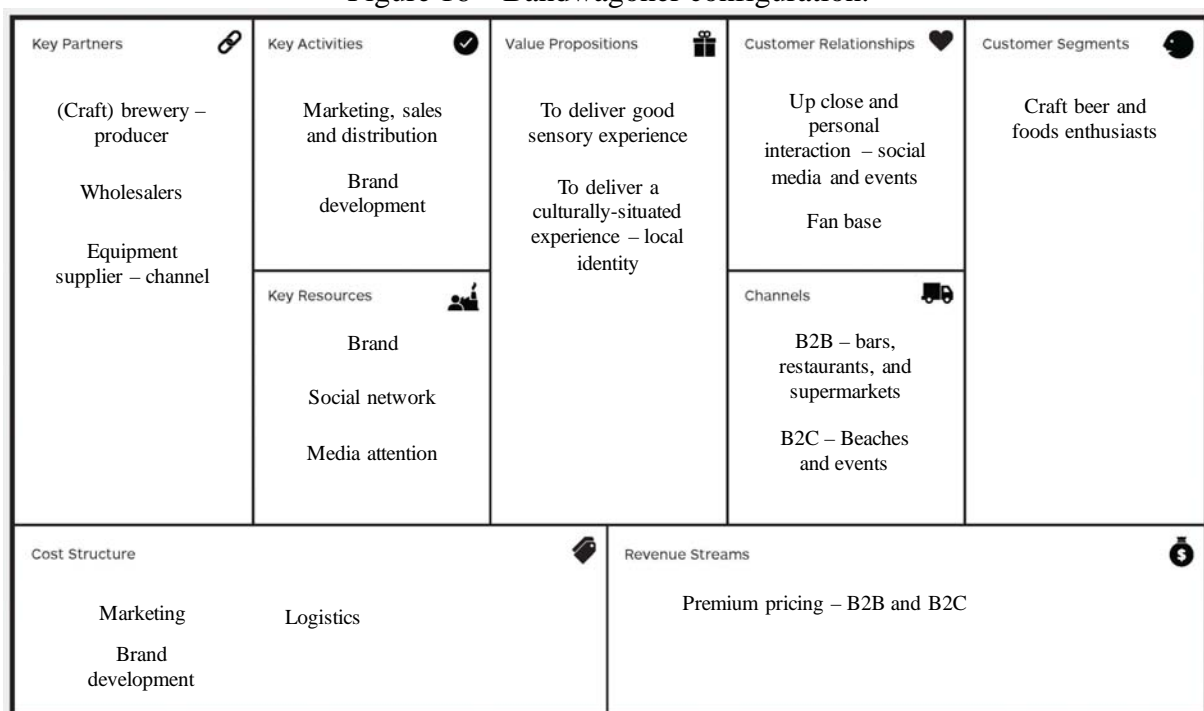 Figure 16 – Bandwagoner configuration.
Key Partners
(Craft) brewery –
producer
Wholesalers
Equipment
supplier – channel
Key Activities
Marketing, sales
and distribution
Brand
development
Key Resources
Brand
Social network
Media attention
Value Propositions
To deliver good
sensory experience
To deliver a
culturally-situated
experience – local
identity
Customer Relationships
Up close and
personal
interaction – social
media and events
Fan base
Channels
B2B – bars,
restaurants, and
supermarkets
B2C – Beaches
and events
Customer Segments
Craft beer and
foods enthusiasts
Cost Structure
Marketing
Brand
development
Logistics
Revenue Streams
$
Premium pricing – B2B and B2C